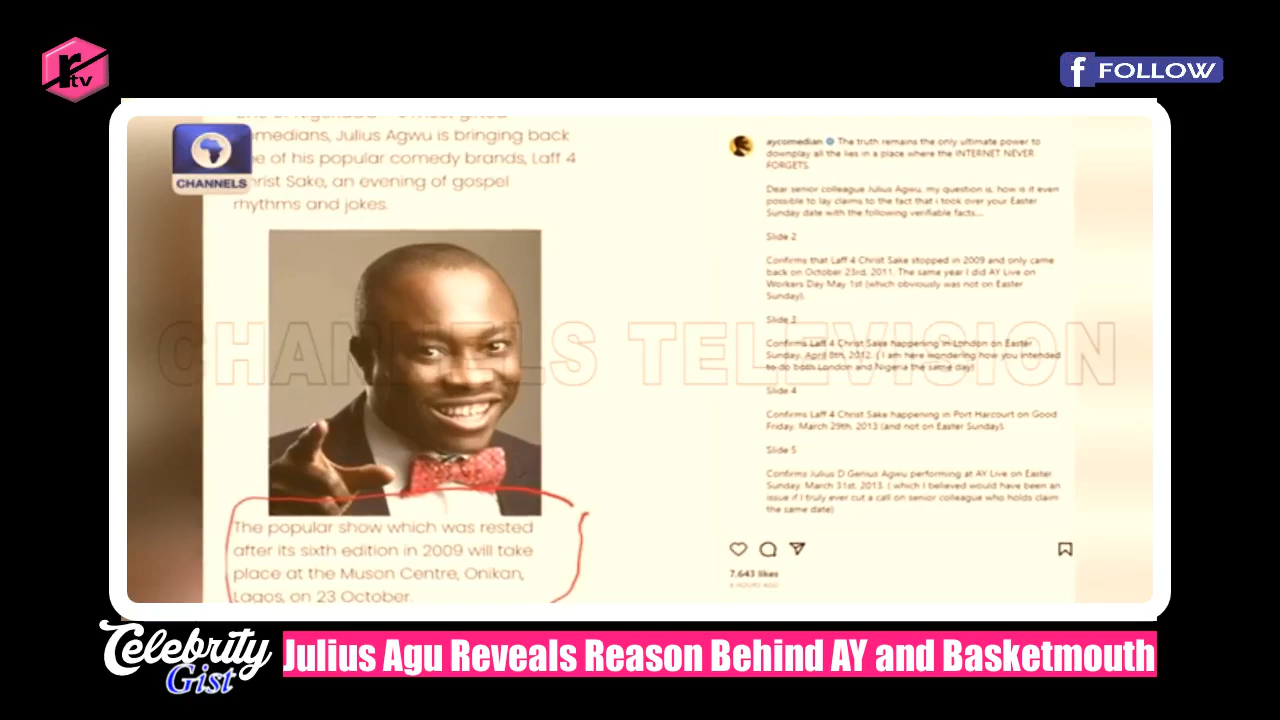 r
tv
f FOLLOW
CHANNELS
omedians, Julius Agwu is bringing back
e of his popular comedy brands, Laff 4
hrist Sake, an evening of gospel
rhythms and jokes.
The popular show which was rested
after its sixth edition in 2009 will take
place at the Muson Centre, Onikan,
Lagos, on 23 October.
aycomedian The truth remains the only ultimate power to
downplay all the lies in a place where the INTERNET NEVER
FORGETS.
Dear senior colleague Julius Agwu, my question is, how is it even
possible to lay claims to the fact that i took over your Easter
Sunday date with the following verifiable facts...
Slide 2
Confirms that Laff 4 Christ Sake stopped in 2009 and only came
back on October 23rd, 2011. The same year I did AY Live on
Workers Day May 1st (which obviously was not on Easter
Sunday).
Slide 3
Confirms Laff 4 Christ Sake happening in London on Easter
Sunday, April 8th, 2012. ( I am here wondering how you intended
to do both London and Nigeria the same day)
Slide 4
Confirms Laff 4 Christ Sake happening in Port Harcourt on Good
Friday, March 29th, 2013 (and not on Easter Sunday).
Slide 5
Confirms Julius D Genius Agwu performing at AY Live on Easter
Sunday, March 31st, 2013. ( which I believed would have been an
issue if I truly ever cut a call on senior colleague who holds claim
the same date)
7,643 likes
HOURS AGO
CHANNELS TELEVISION
Celebrity
Gist
Julius Agu Reveals Reason Behind AY and Basketmouth